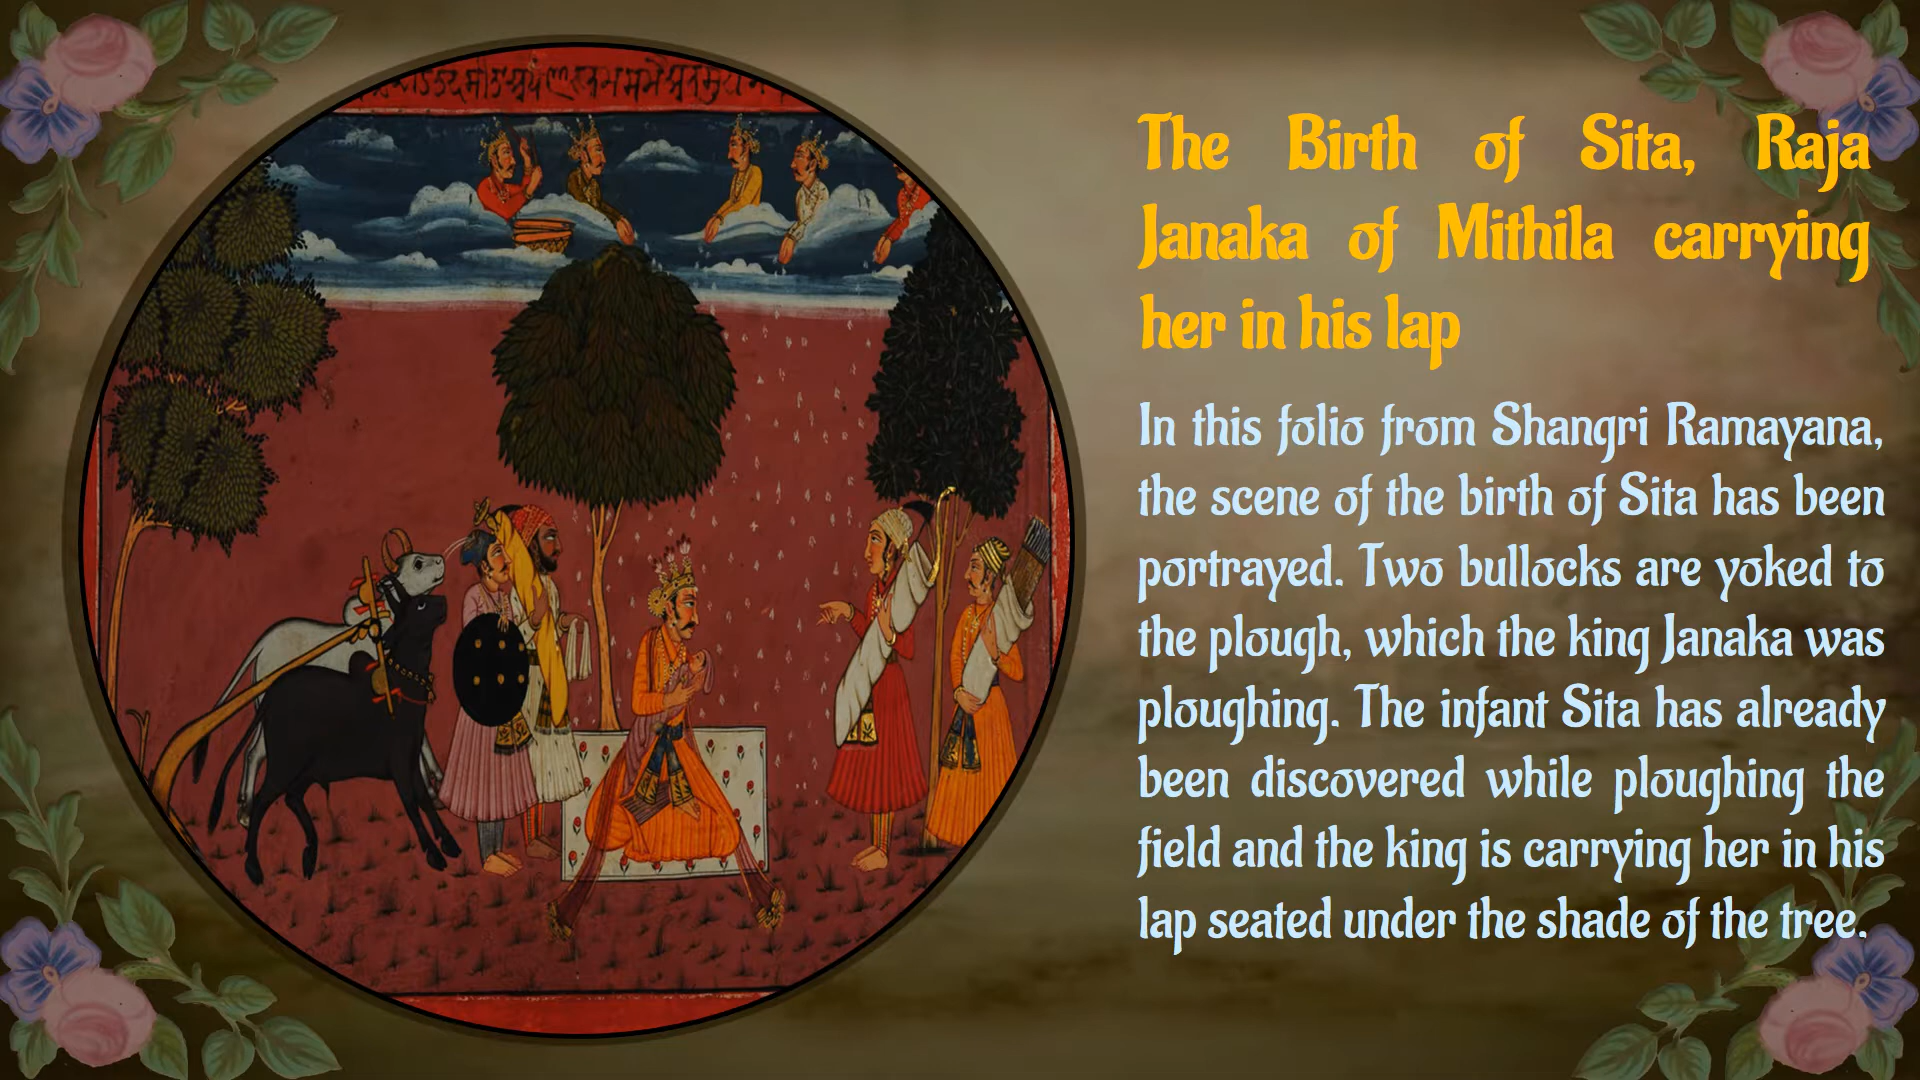 The Birth of Sita, Raja
Janaka of Mithila carrying
her in his lap
In this folio from Shangri Ramayana,
the scene of the birth of Sita has been
portrayed. Two bullocks are yoked to
the plough, which the king Janaka was
ploughing. The infant Sita has already
been discovered while ploughing the
field and the king is carrying her in his
lap seated under the shade of the tree.